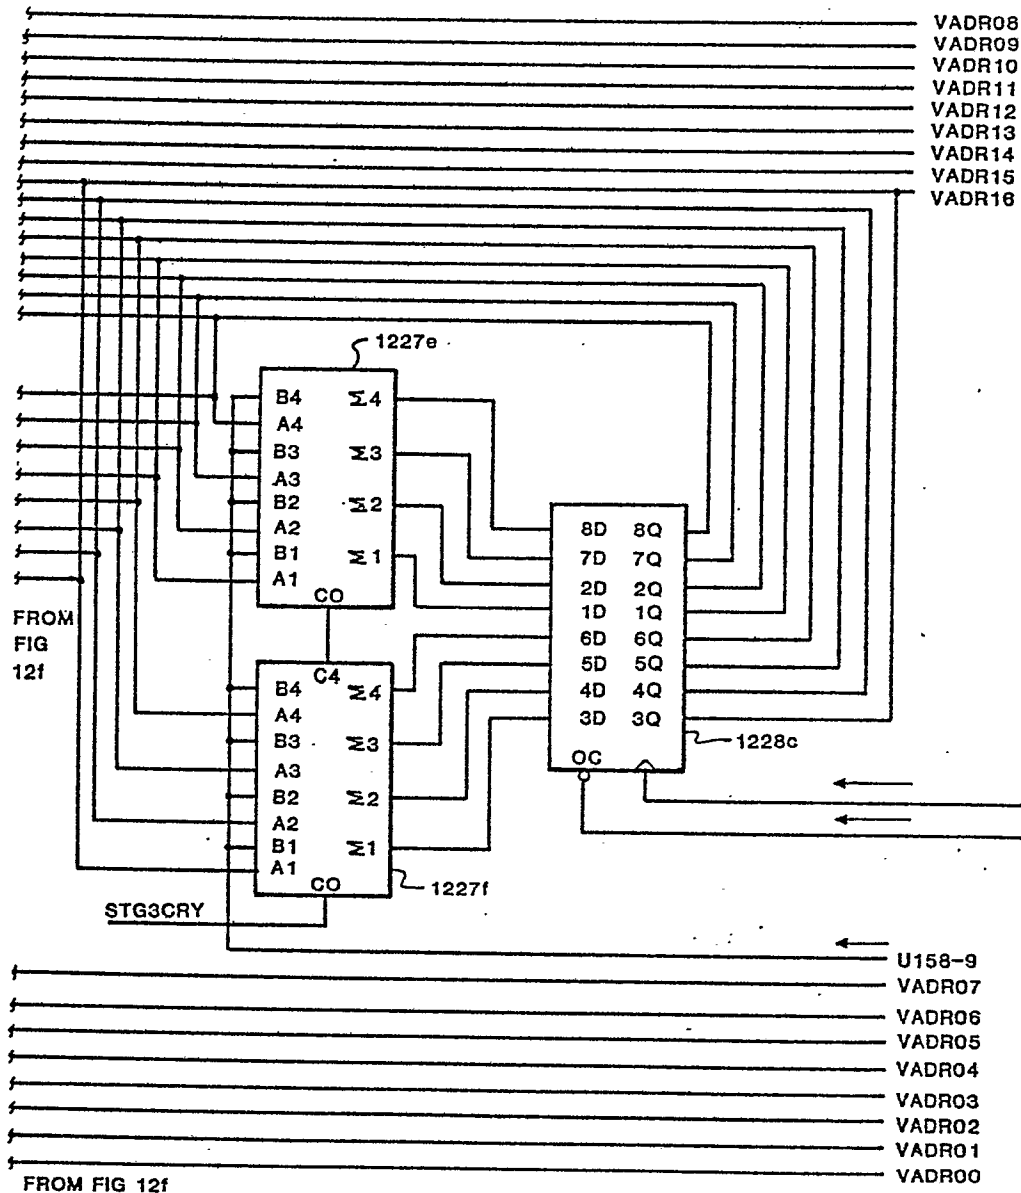 VADR08
VADR09
VADR10
VADR11
VADR12
VADR13
VADR14
VADR15
VADR16
1227e
B4 Σ4
A4
B3 Σ3
A3
B2 Σ2
A2
B1 Σ1
A1
CO
FROM
FIG
12f
8D 8Q
7D 7Q
2D 2Q
1D 1Q
6D 6Q
5D 5Q
4D 4Q
3D 3Q
OC
1228c
C4
B4 Σ4
A4
B3 Σ3
A3
B2 Σ2
A2
B1 Σ1
A1
CO
1227f
STG3CRY
U158-9
VADR07
VADR06
VADR05
VADR04
VADR03
VADR02
VADR01
VADR00
FROM FIG 12f